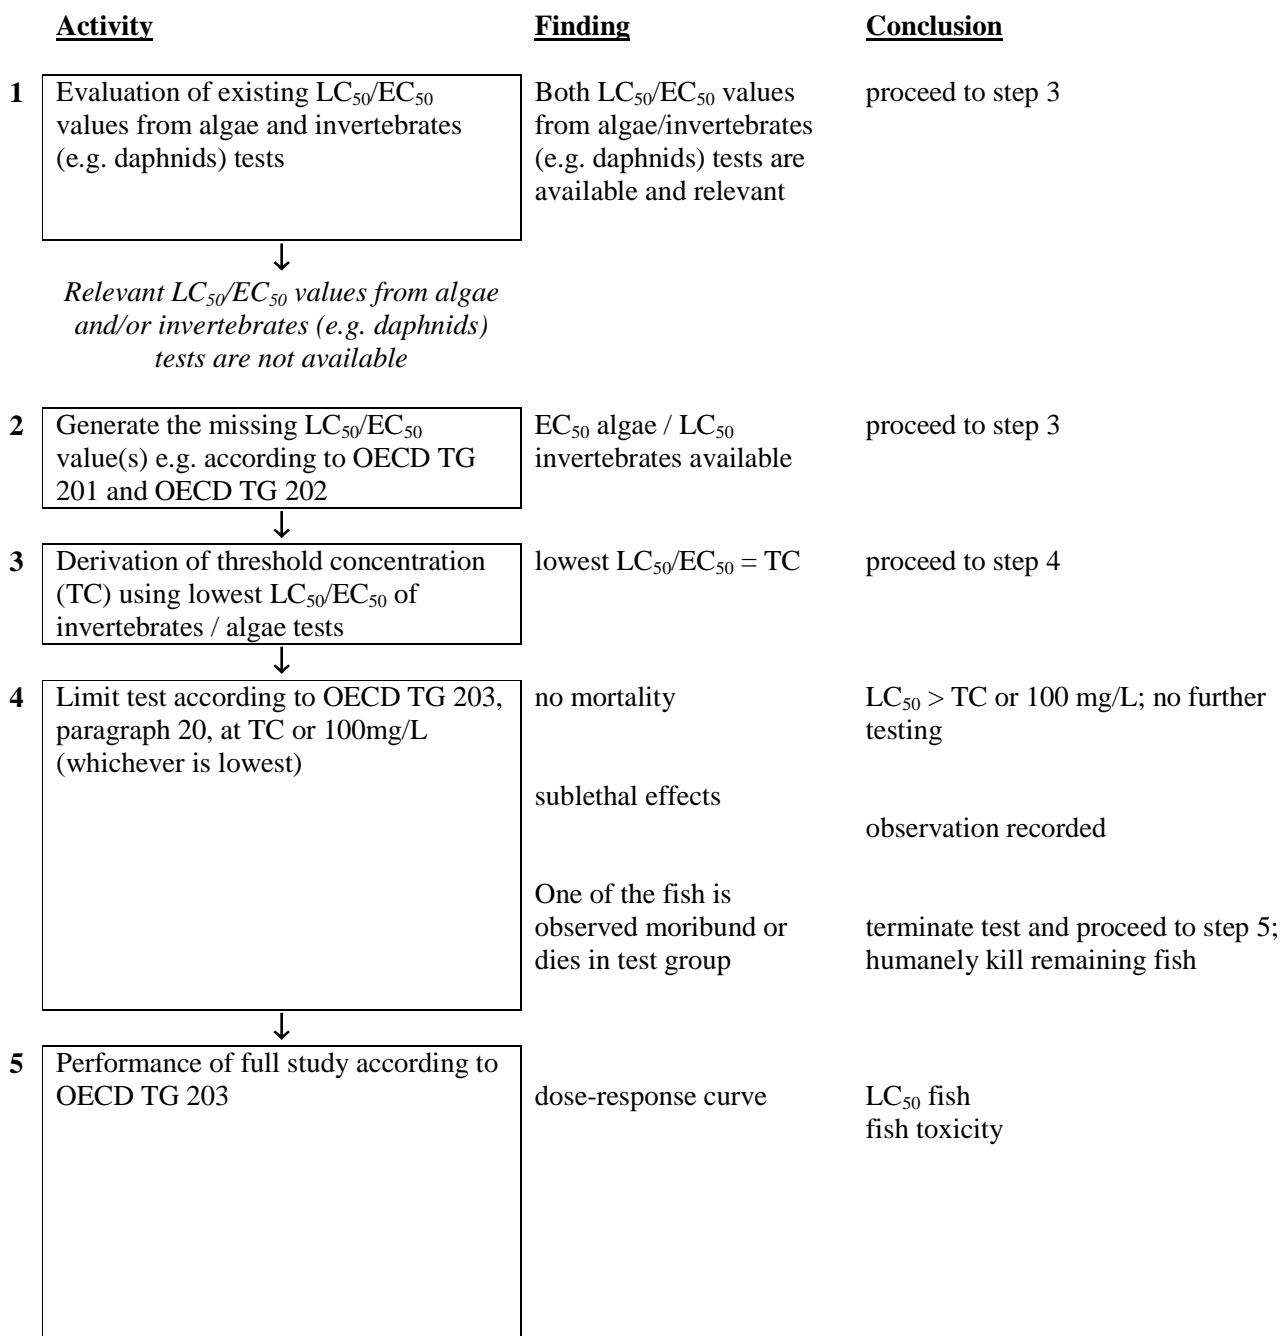 Activity Finding Conclusion
1 Evaluation of existing LC₅₀/EC₅₀ Both LC₅₀/EC₅₀ values proceed to step 3
values from algae and invertebrates from algae/invertebrates
(e.g. daphnids) tests (e.g. daphnids) tests are
available and relevant
↓
Relevant LC₅₀/EC₅₀ values from algae
and/or invertebrates (e.g. daphnids)
tests are not available
2 Generate the missing LC₅₀/EC₅₀ EC₅₀ algae / LC₅₀ proceed to step 3
value(s) e.g. according to OECD TG invertebrates available
201 and OECD TG 202
↓
3 Derivation of threshold concentration lowest LC₅₀/EC₅₀ = TC proceed to step 4
(TC) using lowest LC₅₀/EC₅₀ of
invertebrates / algae tests
↓
4 Limit test according to OECD TG 203, no mortality LC₅₀ > TC or 100 mg/L; no further
paragraph 20, at TC or 100mg/L testing
(whichever is lowest)
sublethal effects
observation recorded
One of the fish is
observed moribund or terminate test and proceed to step 5;
dies in test group humanely kill remaining fish
↓
5 Performance of full study according to
OECD TG 203 dose-response curve LC₅₀ fish
fish toxicity